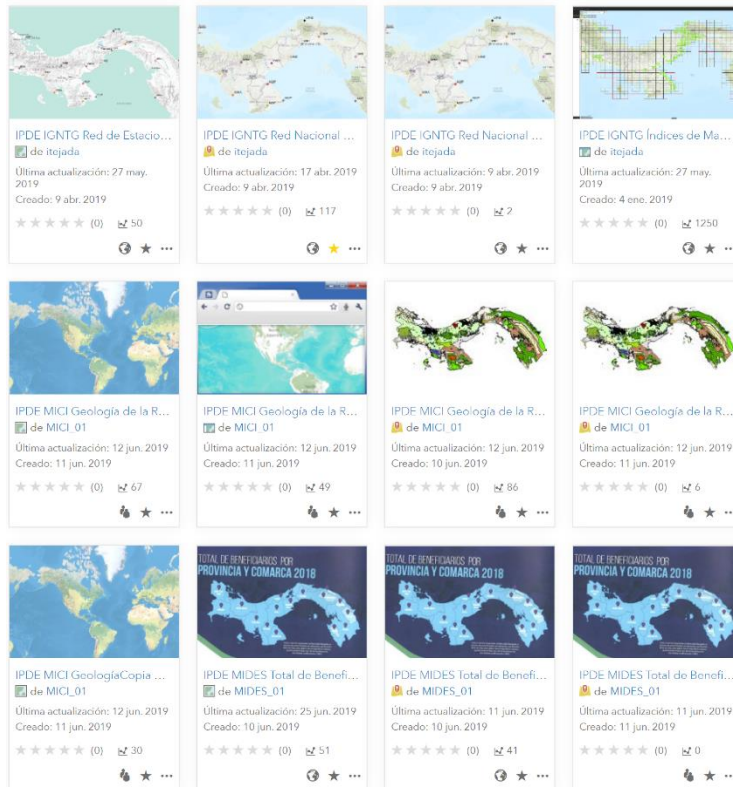 IPDE IGNTG Red de Estacio...
de itejada
Última actualización: 27 may.
2019
Creado: 9 abr. 2019
(0) 50
IPDE IGNTG Red Nacional ...
de itejada
Última actualización: 17 abr. 2019
Creado: 9 abr. 2019
(0) 117
IPDE IGNTG Red Nacional ...
de itejada
Última actualización: 9 abr. 2019
Creado: 9 abr. 2019
(0) 2
IPDE IGNTG Índices de Ma...
de itejada
Última actualización: 27 may.
2019
Creado: 4 ene. 2019
(0) 1250
IPDE MICI Geología de la R...
de MICI_01
Última actualización: 12 jun. 2019
Creado: 11 jun. 2019
(0) 67
IPDE MICI Geología de la R...
de MICI_01
Última actualización: 12 jun. 2019
Creado: 11 jun. 2019
(0) 49
IPDE MICI Geología de la R...
de MICI_01
Última actualización: 12 jun. 2019
Creado: 10 jun. 2019
(0) 86
IPDE MICI Geología de la R...
de MICI_01
Última actualización: 12 jun. 2019
Creado: 11 jun. 2019
(0) 6
IPDE MICI GeologíaCopia ...
de MICI_01
Última actualización: 12 jun. 2019
Creado: 11 jun. 2019
(0) 30
TOTAL DE BENEFICIARIOS POR
PROVINCIA Y COMARCA 2018
IPDE MIDES Total de Benefi...
de MIDES_01
Última actualización: 25 jun. 2019
Creado: 10 jun. 2019
(0) 51
TOTAL DE BENEFICIARIOS POR
PROVINCIA Y COMARCA 2018
IPDE MIDES Total de Benefi...
de MIDES_01
Última actualización: 11 jun. 2019
Creado: 10 jun. 2019
(0) 41
TOTAL DE BENEFICIARIOS POR
PROVINCIA Y COMARCA 2018
IPDE MIDES Total de Benefi...
de MIDES_01
Última actualización: 11 jun. 2019
Creado: 11 jun. 2019
(0) 0